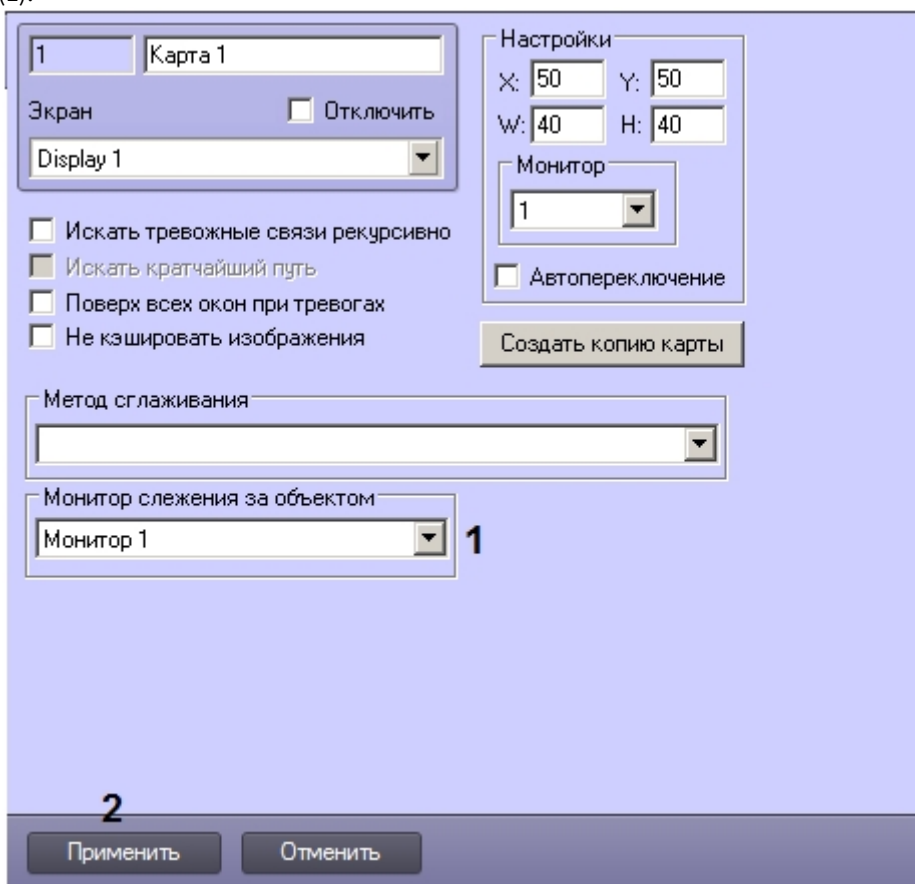 (2).
1 Карта 1
Экран Отключить
Display 1
Искать тревожные связи рекурсивно
Искать кратчайший путь
Поверх всех окон при тревогах
Не кэшировать изображения
Настройки
X: 50 Y: 50
W: 40 H: 40
Монитор
1
Автопереключение
Создать копию карты
Метод сглаживания
Монитор слежения за объектом
Монитор 1 1
2
Применить Отменить